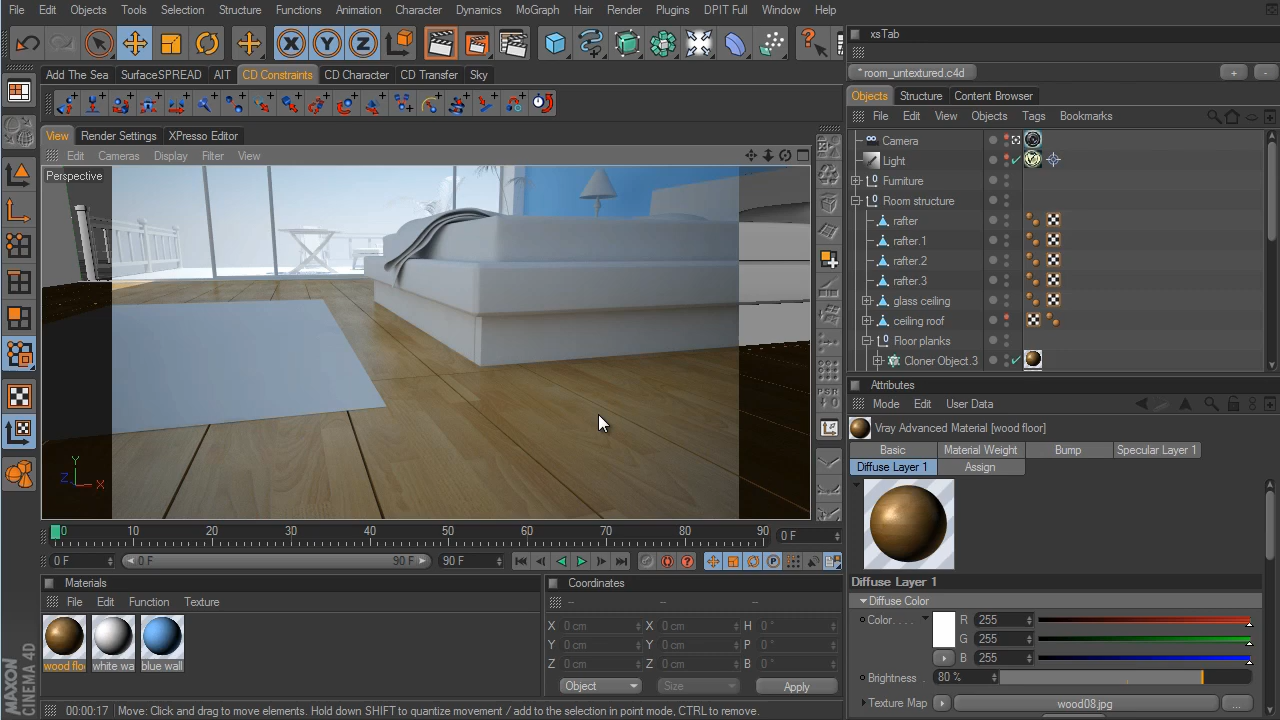 File Edit Objects Tools Selection Structure Functions Animation Character Dynamics MoGraph Hair Render Plugins DPIT Full Window Help
xsTab
* room_untextured.c4d + -
Add The Sea SurfaceSPREAD AIT CD Constraints CD Character CD Transfer Sky
Objects Structure Content Browser
File Edit View Objects Tags Bookmarks
View Render Settings XPresso Editor
Edit Cameras Display Filter View
Perspective
Camera
Light
Furniture
Room structure
rafter
rafter.1
rafter.2
rafter.3
glass ceiling
ceiling roof
Floor planks
Cloner Object.3
Attributes
Mode Edit User Data
Vray Advanced Material [wood floor]
Basic Material Weight Bump Specular Layer 1
Diffuse Layer 1 Assign
Y
Z X
PSR
0 10 20 30 40 50 60 70 80 90 0 F
0 F 0 F 90 F 90 F
Materials
File Edit Function Texture
wood floo white wa blue wall
Coordinates
-- -- --
X 0 cm X 0 cm H 0 °
Y 0 cm Y 0 cm P 0 °
Z 0 cm Z 0 cm B 0 °
Object Size Apply
Diffuse Layer 1
Diffuse Color
Color. . . . R 255
G 255
B 255
Brightness . 80 %
Texture Map wood08.jpg ...
MAXON
CINEMA 4D
00:00:17 Move: Click and drag to move elements. Hold down SHIFT to quantize movement / add to the selection in point mode, CTRL to remove.